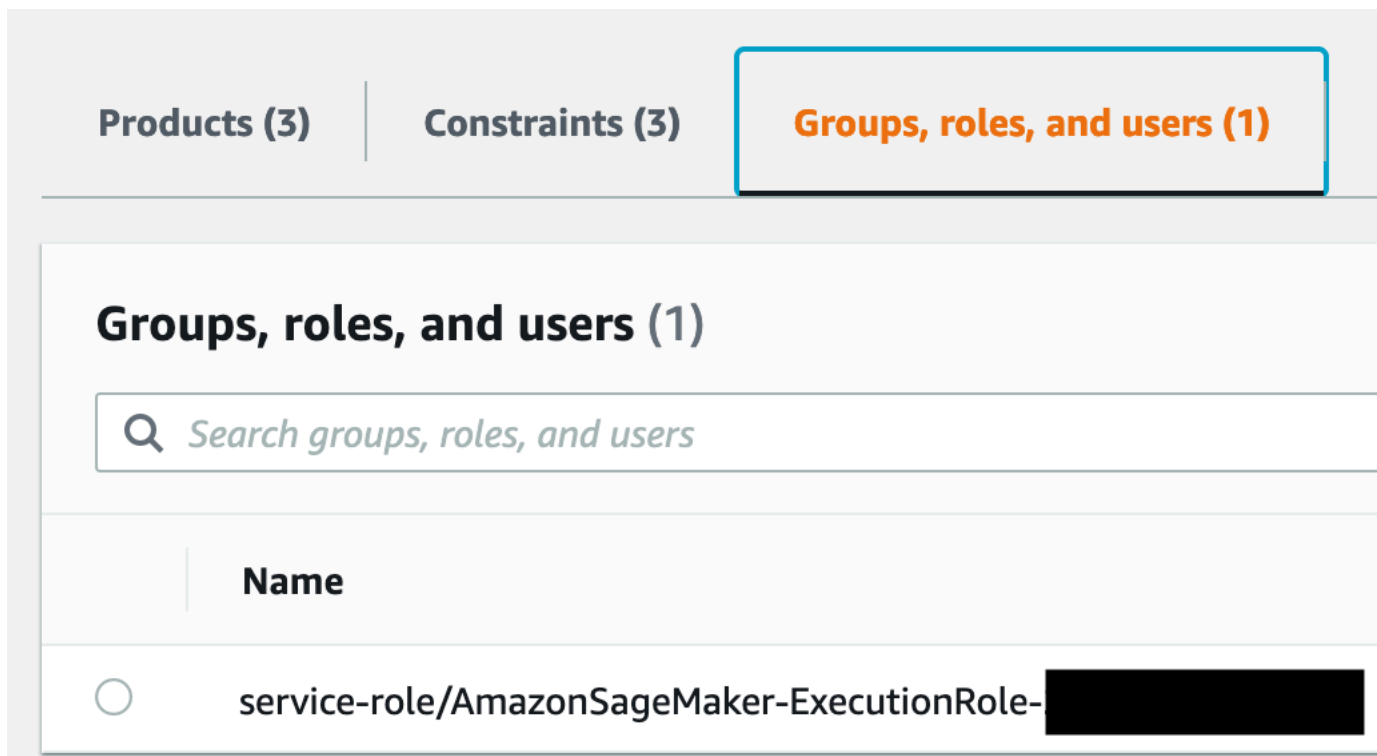 Products (3) Constraints (3) Groups, roles, and users (1)
Groups, roles, and users (1)
Search groups, roles, and users
Name
service-role/AmazonSageMaker-ExecutionRole-